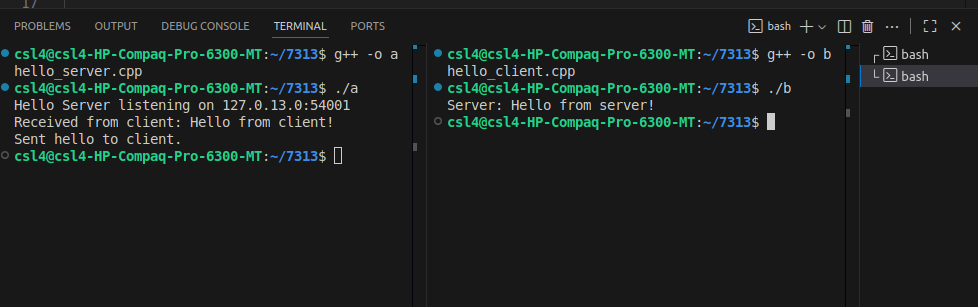 17
PROBLEMS OUTPUT DEBUG CONSOLE TERMINAL PORTS
bash
csl4@csl4-HP-Compaq-Pro-6300-MT:~/7313$ g++ -o a
hello_server.cpp
csl4@csl4-HP-Compaq-Pro-6300-MT:~/7313$ ./a
Hello Server listening on 127.0.13.0:54001
Received from client: Hello from client!
Sent hello to client.
csl4@csl4-HP-Compaq-Pro-6300-MT:~/7313$
csl4@csl4-HP-Compaq-Pro-6300-MT:~/7313$ g++ -o b
hello_client.cpp
csl4@csl4-HP-Compaq-Pro-6300-MT:~/7313$ ./b
Server: Hello from server!
csl4@csl4-HP-Compaq-Pro-6300-MT:~/7313$
bash
bash